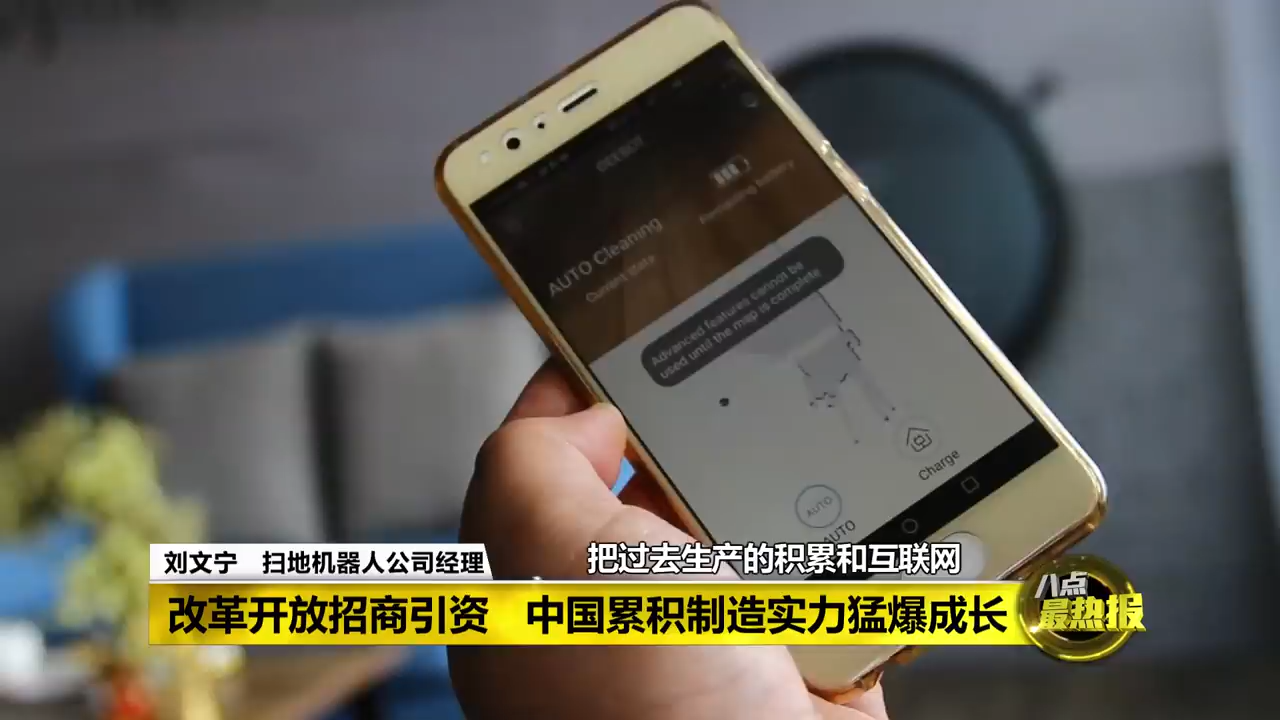 DEEBOT
Remaining battery
AUTO Cleaning
Current state
Advanced features cannot be
used until the map is complete
Charge
AUTO
AUTO
把过去生产的积累和互联网
刘文宁 扫地机器人公司经理
改革开放招商引资 中国累积制造实力猛爆成长
八点
最热报